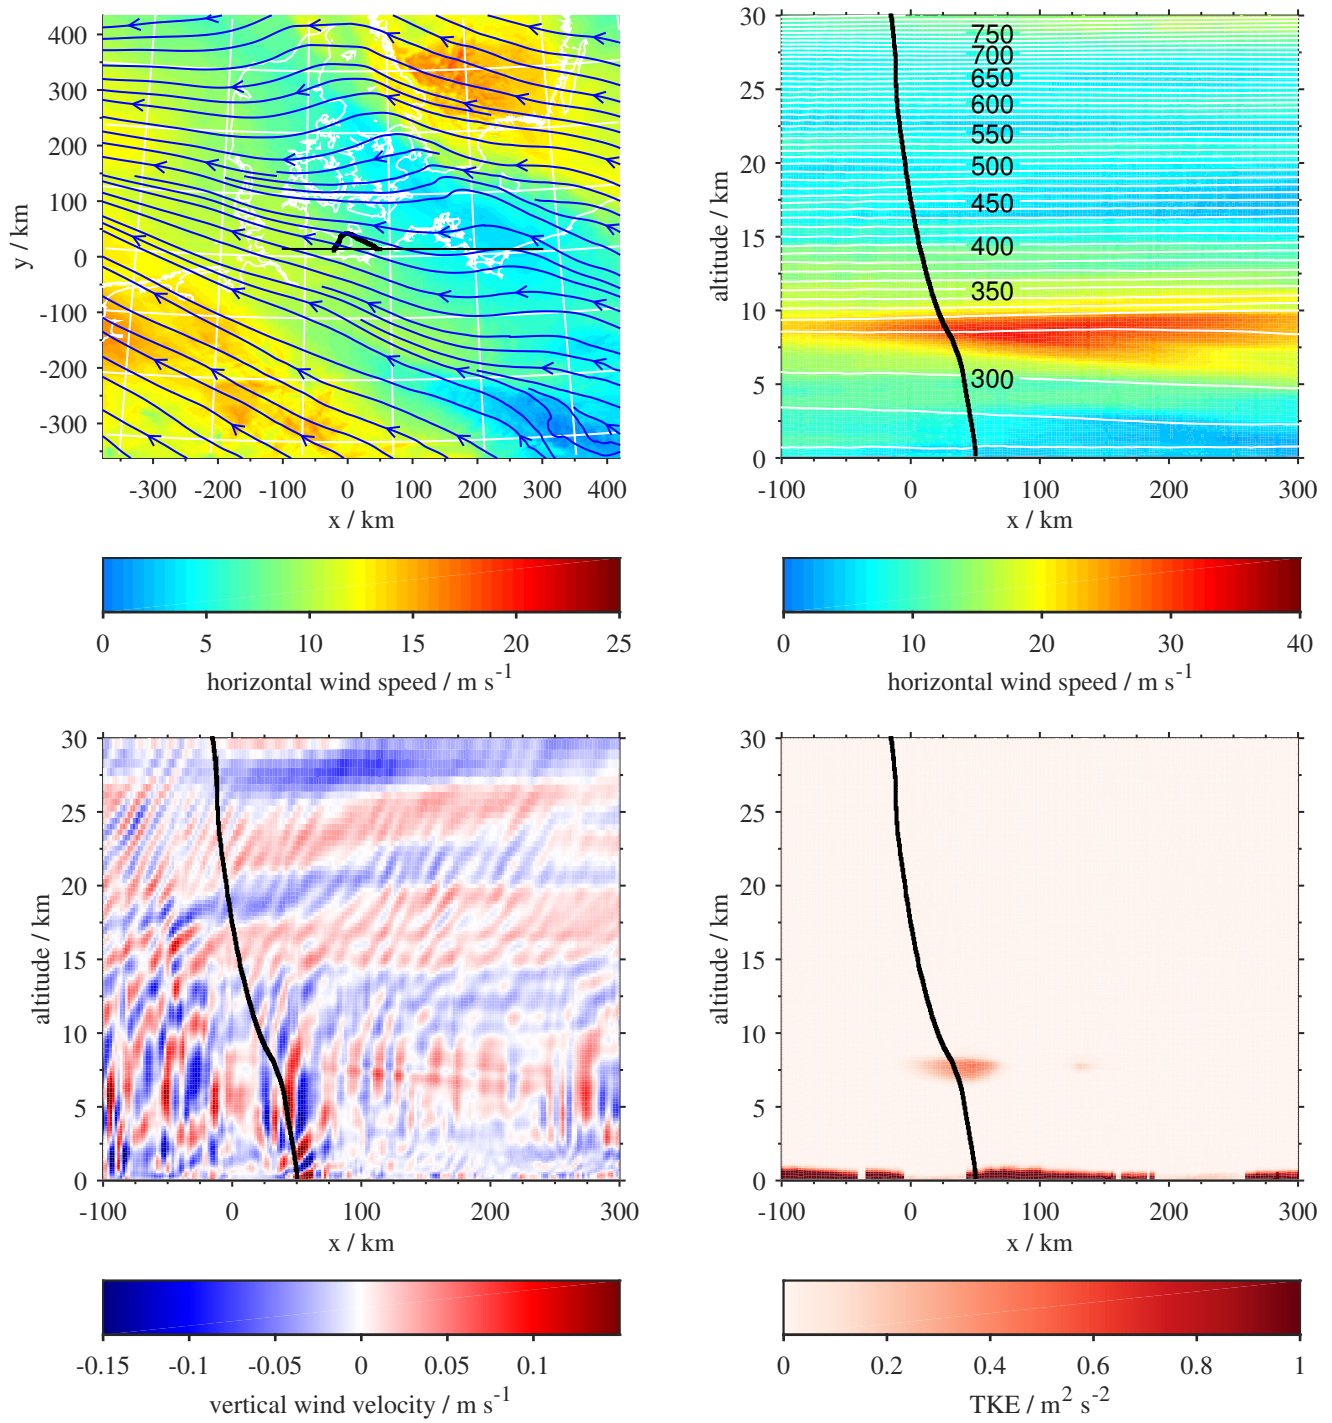 400
300
200
100
0
-100
-200
-300
y / km
-300 -200 -100 0 100 200 300 400
x / km
0 5 10 15 20 25
horizontal wind speed / m s-1
30
25
20
15
10
5
0
altitude / km
750
700
650
600
550
500
450
400
350
300
-100 0 100 200 300
x / km
0 10 20 30 40
horizontal wind speed / m s-1
30
25
20
15
10
5
0
altitude / km
-100 0 100 200 300
x / km
-0.15 -0.1 -0.05 0 0.05 0.1
vertical wind velocity / m s-1
30
25
20
15
10
5
0
altitude / km
-100 0 100 200 300
x / km
0 0.2 0.4 0.6 0.8 1
TKE / m2 s-2